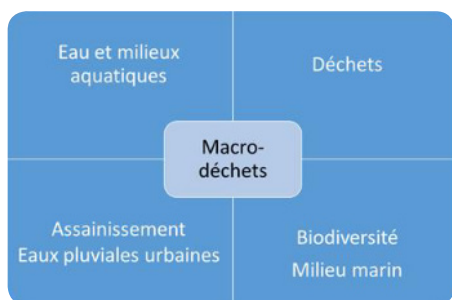 Eau et milieux
aquatiques
Déchets
Macro-
déchets
Assainissement
Eaux pluviales urbaines
Biodiversité
Milieu marin